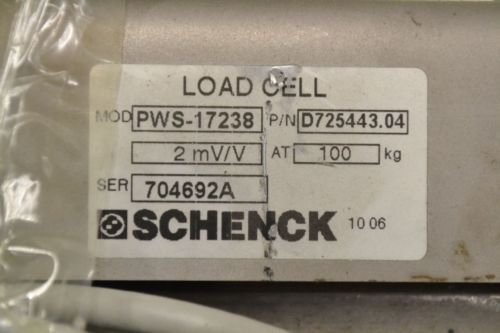 LOAD CELL
MOD PWS-17238 P/N D725443.04
2 mV/V AT 100 kg
SER 704692A
SCHENCK 10 06